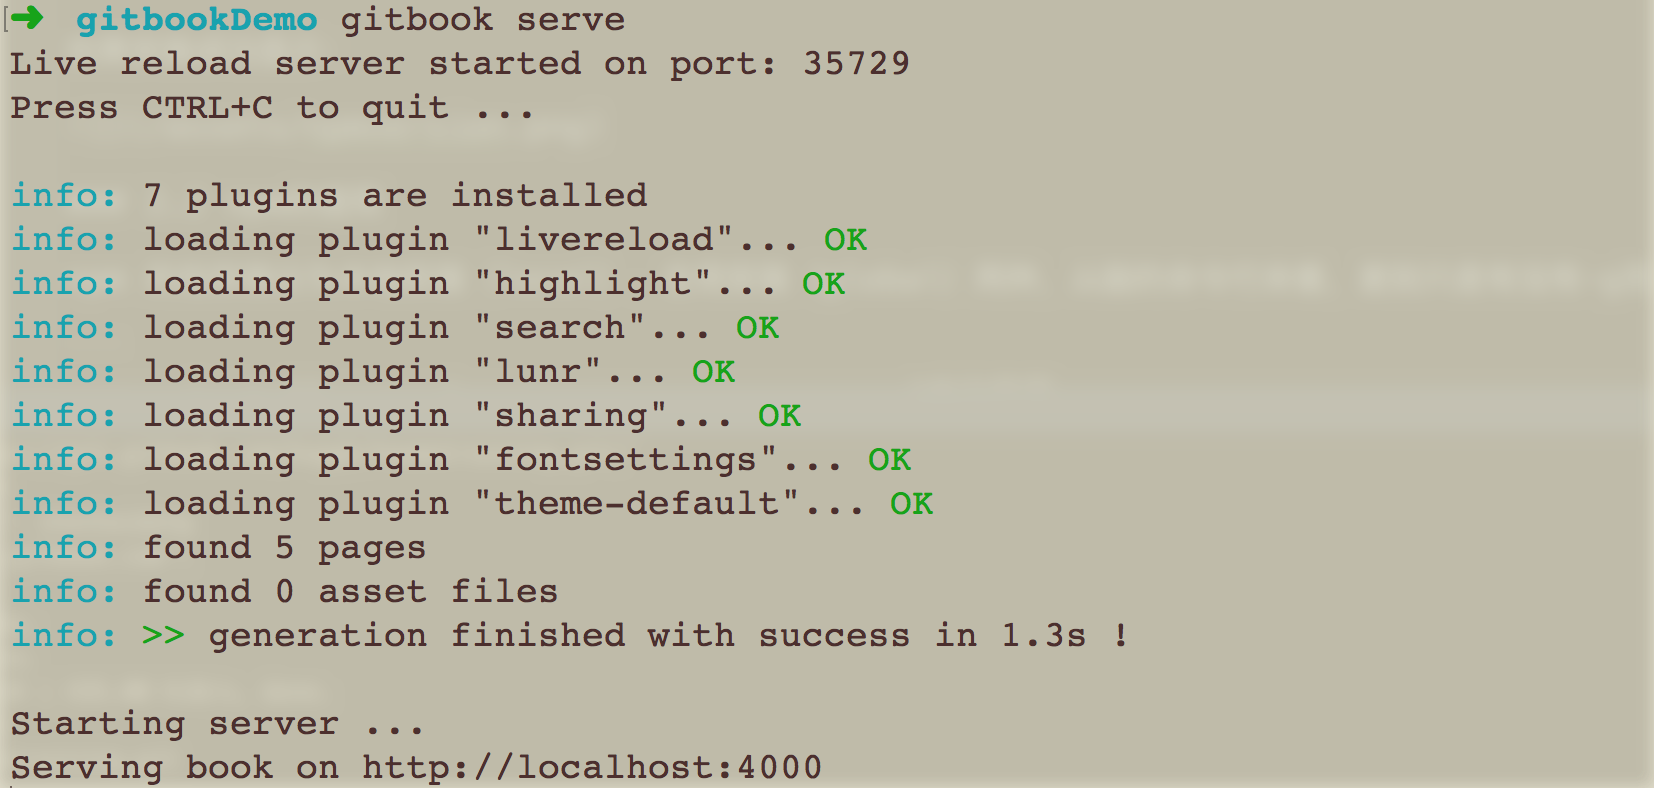 ➜ gitbookDemo gitbook serve
Live reload server started on port: 35729
Press CTRL+C to quit ...
info: 7 plugins are installed
info: loading plugin "livereload"... OK
info: loading plugin "highlight"... OK
info: loading plugin "search"... OK
info: loading plugin "lunr"... OK
info: loading plugin "sharing"... OK
info: loading plugin "fontsettings"... OK
info: loading plugin "theme-default"... OK
info: found 5 pages
info: found 0 asset files
info: >> generation finished with success in 1.3s !
Starting server ...
Serving book on http://localhost:4000